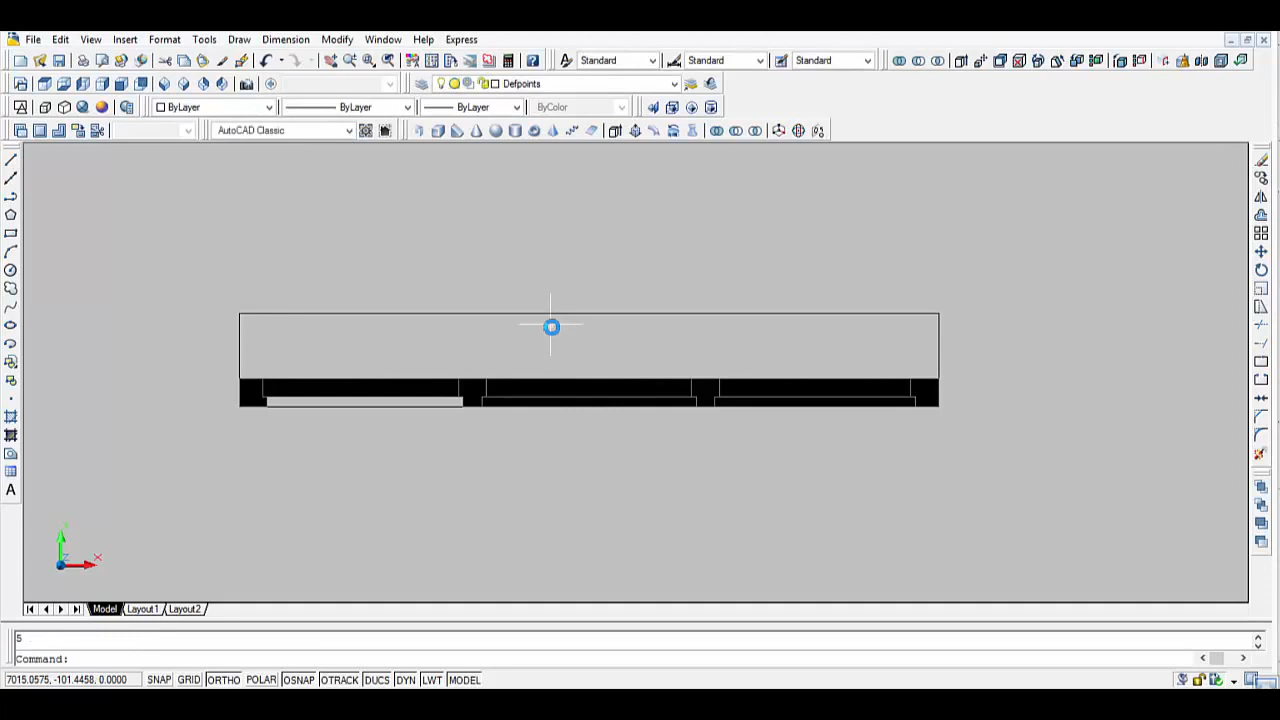 File Edit View Insert Format Tools Draw Dimension Modify Window Help Express
Standard Standard Standard
Defpoints
ByLayer ByLayer ByLayer ByColor
AutoCAD Classic
A
X
Model Layout1 Layout2
5
Command:
7015.0575, -101.4458, 0.0000 SNAP GRID ORTHO POLAR OSNAP OTRACK DUCS DYN LWT MODEL